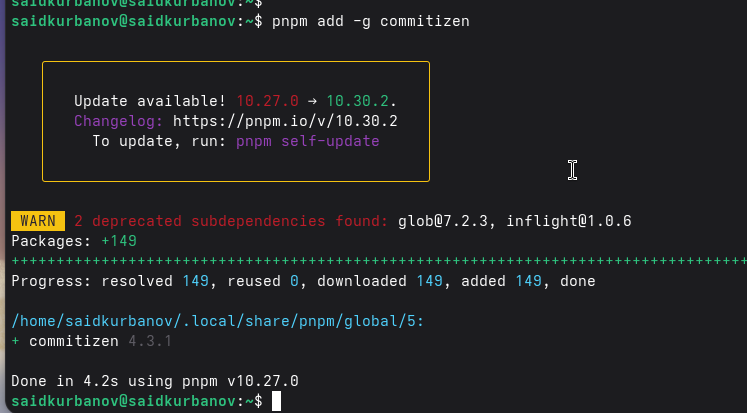 saidkurbanov@saidkurbanov:~$
saidkurbanov@saidkurbanov:~$ pnpm add -g commitizen
Update available! 10.27.0 → 10.30.2.
Changelog: https://pnpm.io/v/10.30.2
To update, run: pnpm self-update
WARN 2 deprecated subdependencies found: glob@7.2.3, inflight@1.0.6
Packages: +149
++++++++++++++++++++++++++++++++++++++++++++++++++++++++++++++++++++++++++++++++++
Progress: resolved 149, reused 0, downloaded 149, added 149, done
/home/saidkurbanov/.local/share/pnpm/global/5:
+ commitizen 4.3.1
Done in 4.2s using pnpm v10.27.0
saidkurbanov@saidkurbanov:~$